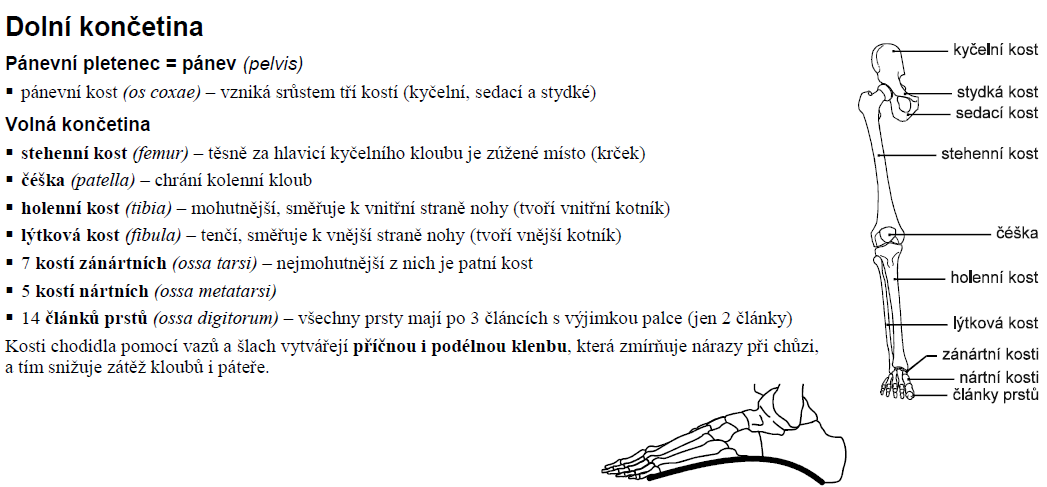 Dolní končetina
Pánevní pletenec = pánev (pelvis)
▪ pánevní kost (os coxae) – vzniká srůstem tří kostí (kyčelní, sedací a stydké)
Volná končetina
▪ stehenní kost (femur) – těsně za hlavicí kyčelního kloubu je zúžené místo (krček)
▪ čéška (patella) – chrání kolenní kloub
▪ holenní kost (tibia) – mohutnější, směřuje k vnitřní straně nohy (tvoří vnitřní kotník)
▪ lýtková kost (fibula) – tenčí, směřuje k vnější straně nohy (tvoří vnější kotník)
▪ 7 kostí zánártních (ossa tarsi) – nejmohutnější z nich je patní kost
▪ 5 kostí nártních (ossa metatarsi)
▪ 14 článků prstů (ossa digitorum) – všechny prsty mají po 3 článcích s výjimkou palce (jen 2 články)
Kosti chodidla pomocí vazů a šlach vytvářejí příčnou i podélnou klenbu, která zmírňuje nárazy při chůzi,
a tím snižuje zátěž kloubů i páteře.
kyčelní kost
stydká kost
sedací kost
stehenní kost
čéška
holenní kost
lýtková kost
zánártní kosti
nártní kosti
články prstů